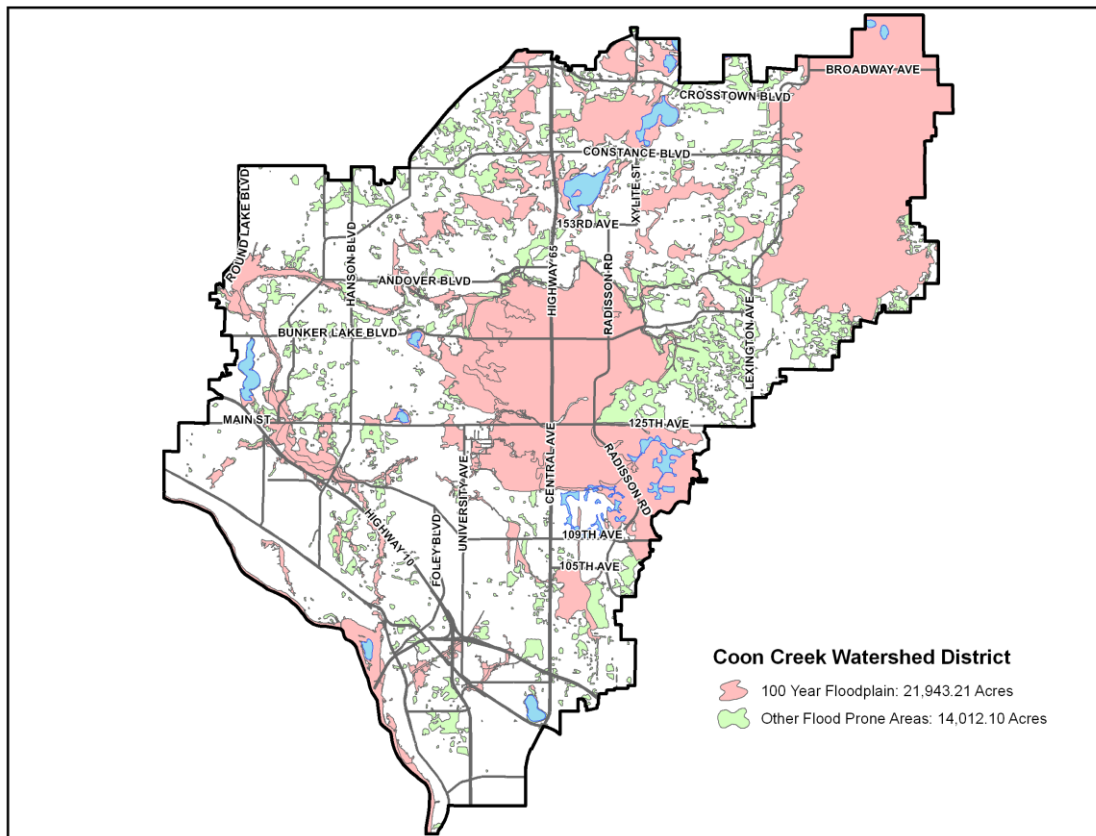 BROADWAY AVE
CROSSTOWN BLVD
CONSTANCE BLVD
XYLITE ST
ROUND LAKE BLVD
153RD AVE
HANSON BLVD
HIGHWAY 65
RADISSON RD
ANDOVER BLVD
LEXINGTON AVE
BUNKER LAKE BLVD
MAIN ST
125TH AVE
UNIVERSITY AVE
CENTRAL AVE
RADISSON RD
HIGHWAY 10
FOLEY BLVD
109TH AVE
105TH AVE
Coon Creek Watershed District
100 Year Floodplain: 21,943.21 Acres
Other Flood Prone Areas: 14,012.10 Acres